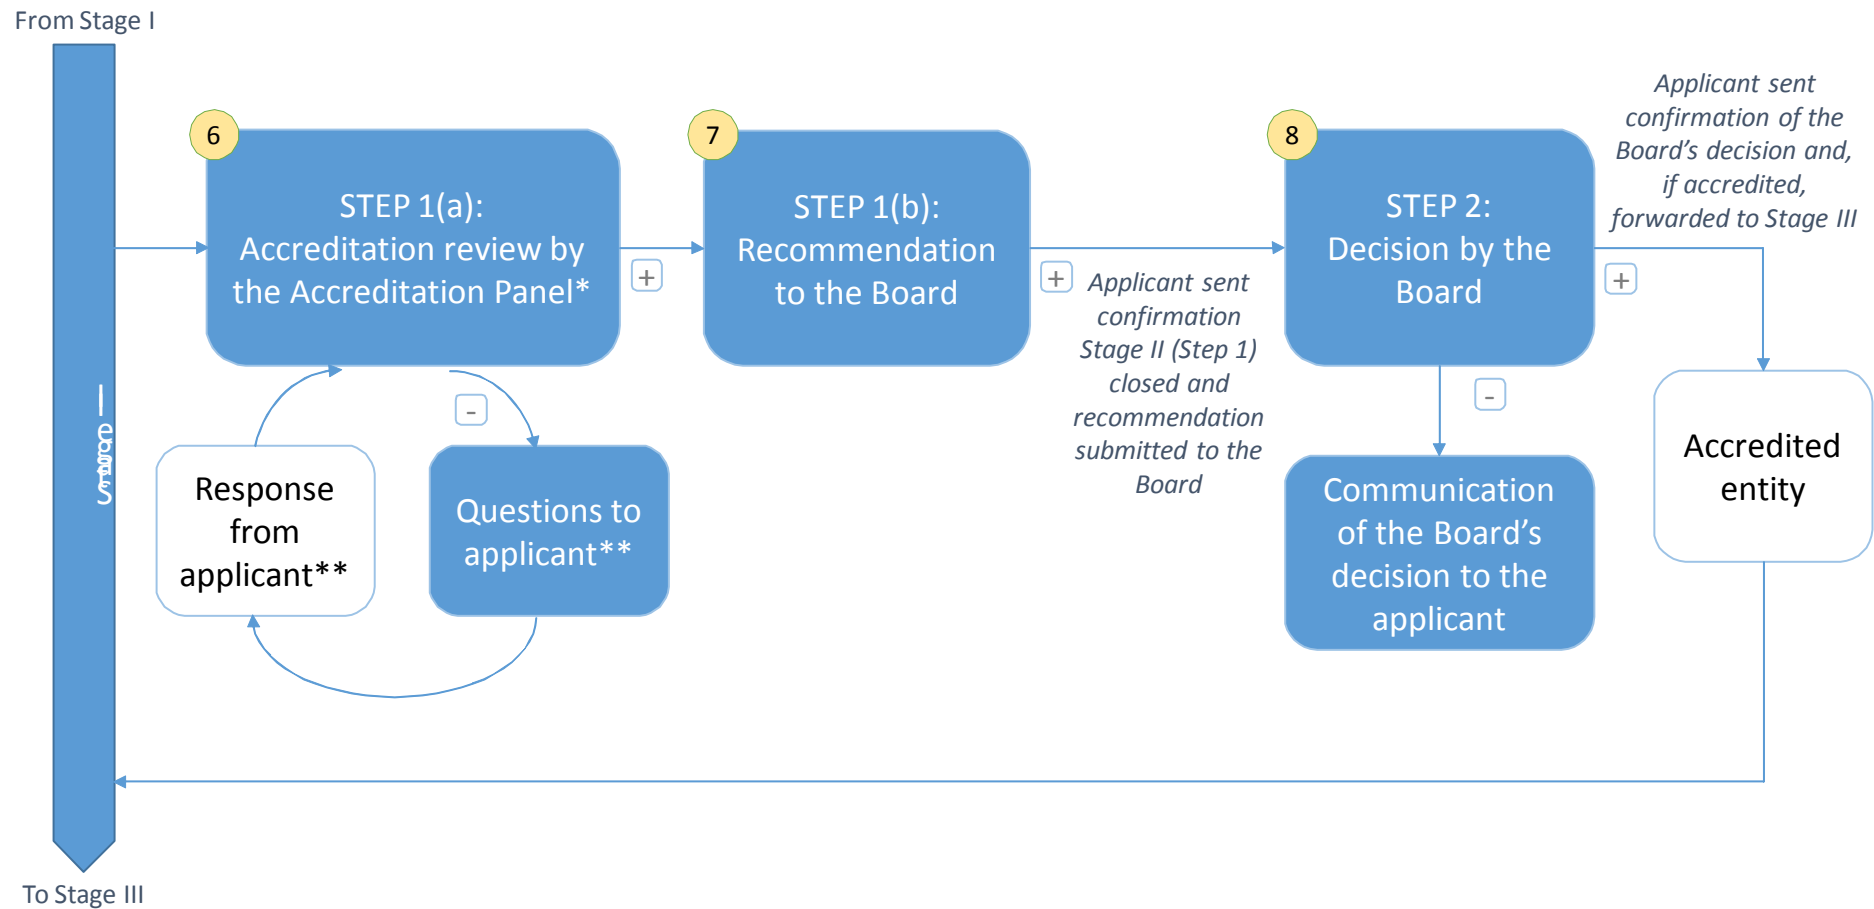 From Stage I
6
STEP 1(a):
Accreditation review by
the Accreditation Panel*
+
7
STEP 1(b):
Recommendation
to the Board
+
Applicant sent
confirmation
Stage II (Step 1)
closed and
recommendation
submitted to the
Board
8
STEP 2:
Decision by the
Board
+
Applicant sent
confirmation of the
Board’s decision and,
if accredited,
forwarded to Stage III
-
Response
from
applicant**
Questions to
applicant**
-
Communication
of the Board’s
decision to the
applicant
Accredited
entity
To Stage III